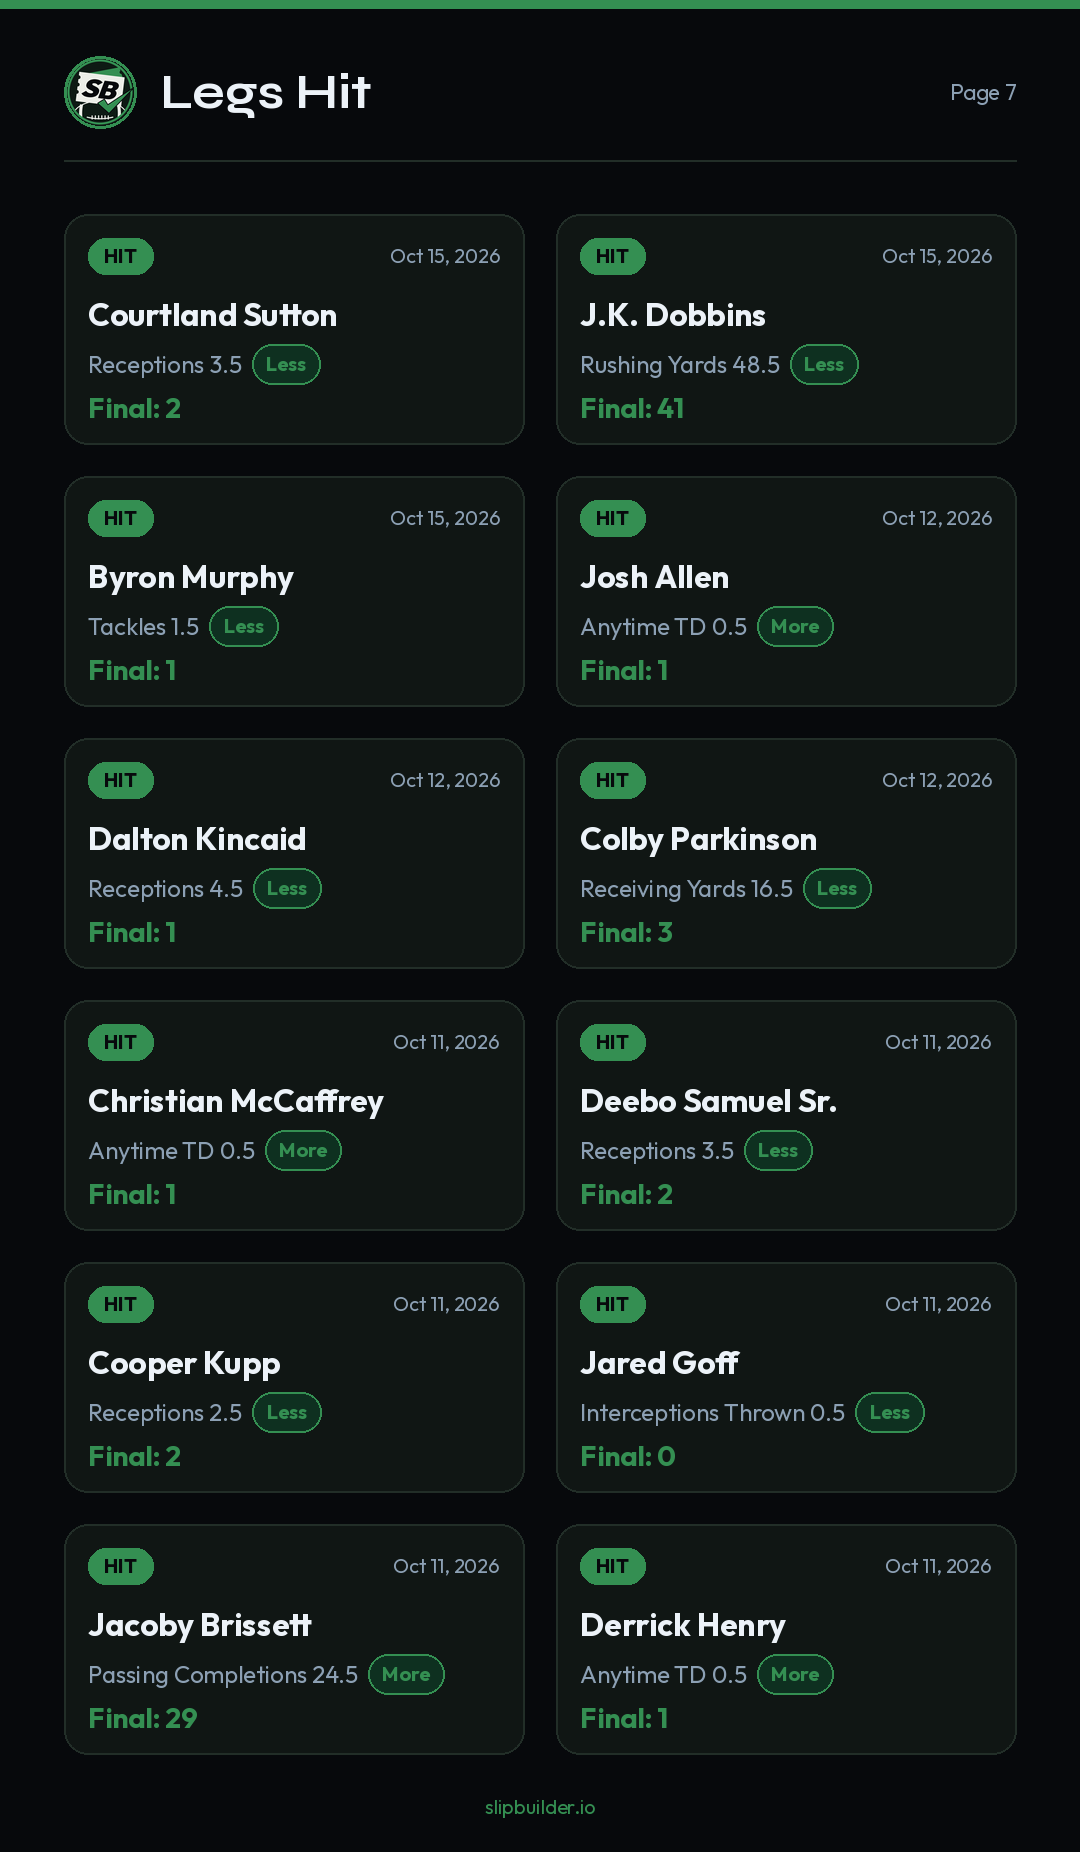 SB
Legs Hit
Page 7
HIT
Oct 15, 2026
Courtland Sutton
Receptions 3.5 Less
Final: 2
HIT
Oct 15, 2026
J.K. Dobbins
Rushing Yards 48.5 Less
Final: 41
HIT
Oct 15, 2026
Byron Murphy
Tackles 1.5 Less
Final: 1
HIT
Oct 12, 2026
Josh Allen
Anytime TD 0.5 More
Final: 1
HIT
Oct 12, 2026
Dalton Kincaid
Receptions 4.5 Less
Final: 1
HIT
Oct 12, 2026
Colby Parkinson
Receiving Yards 16.5 Less
Final: 3
HIT
Oct 11, 2026
Christian McCaffrey
Anytime TD 0.5 More
Final: 1
HIT
Oct 11, 2026
Deebo Samuel Sr.
Receptions 3.5 Less
Final: 2
HIT
Oct 11, 2026
Cooper Kupp
Receptions 2.5 Less
Final: 2
HIT
Oct 11, 2026
Jared Goff
Interceptions Thrown 0.5 Less
Final: 0
HIT
Oct 11, 2026
Jacoby Brissett
Passing Completions 24.5 More
Final: 29
HIT
Oct 11, 2026
Derrick Henry
Anytime TD 0.5 More
Final: 1
slipbuilder.io